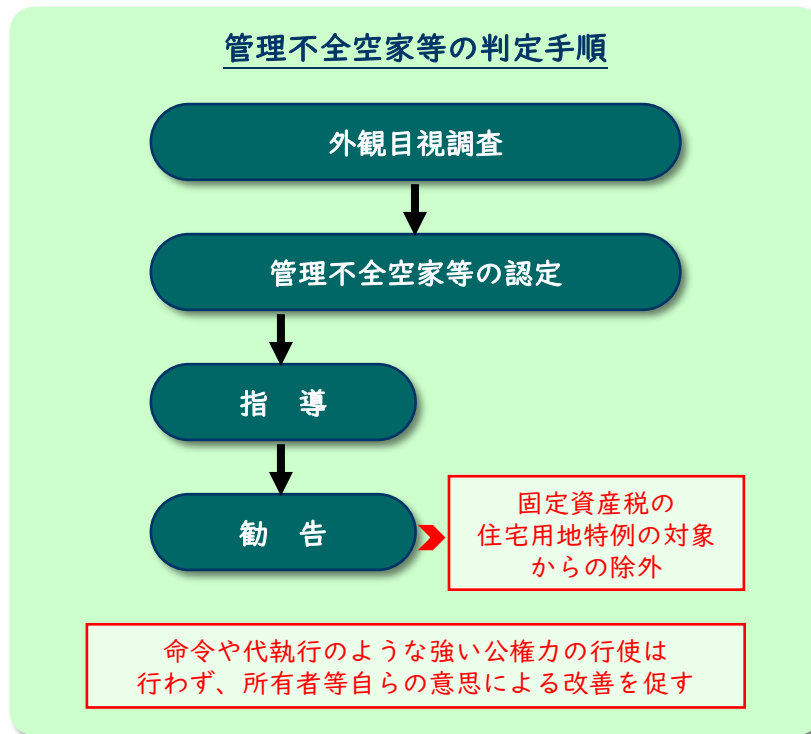 管理不全空家等の判定手順
外観目視調査
管理不全空家等の認定
指　導
勧　告
固定資産税の
住宅用地特例の対象
からの除外
命令や代執行のような強い公権力の行使は
行わず、所有者等自らの意思による改善を促す